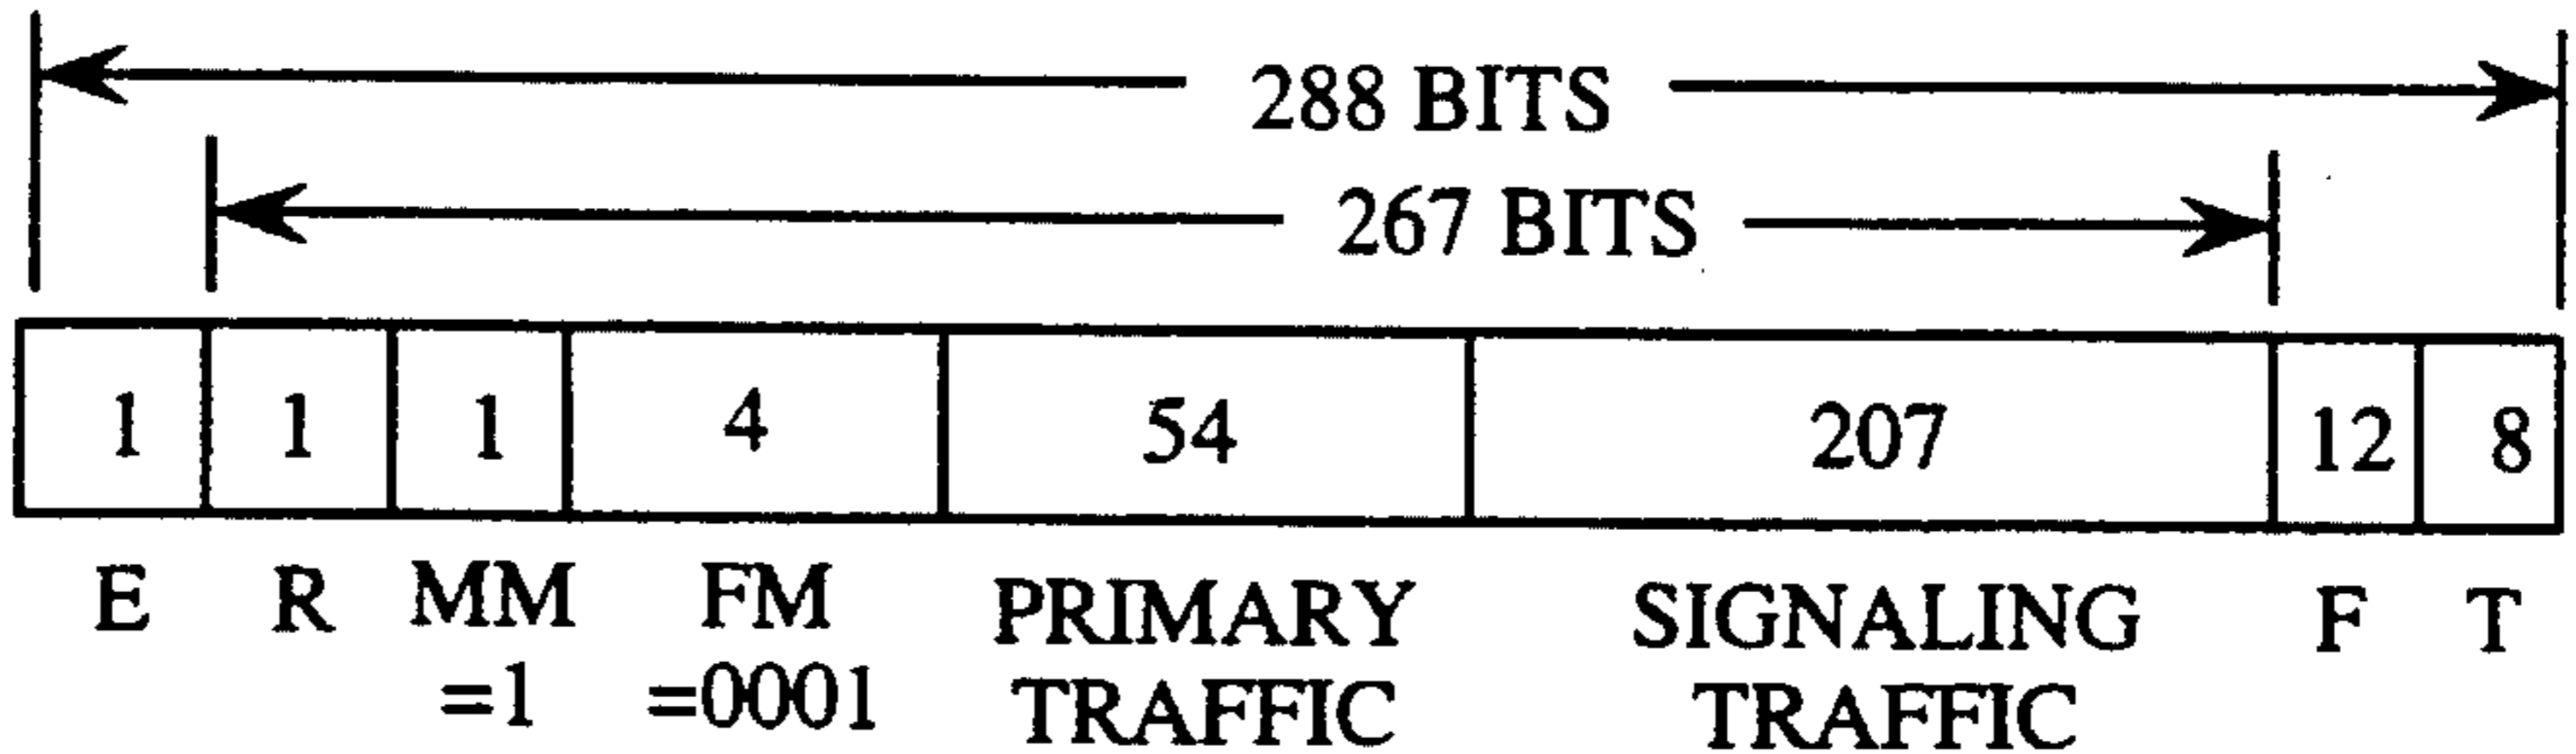 288 BITS
267 BITS
1 1 1 4 54 207 12 8
E R MM FM PRIMARY SIGNALING F T
=1 =0001 TRAFFIC TRAFFIC